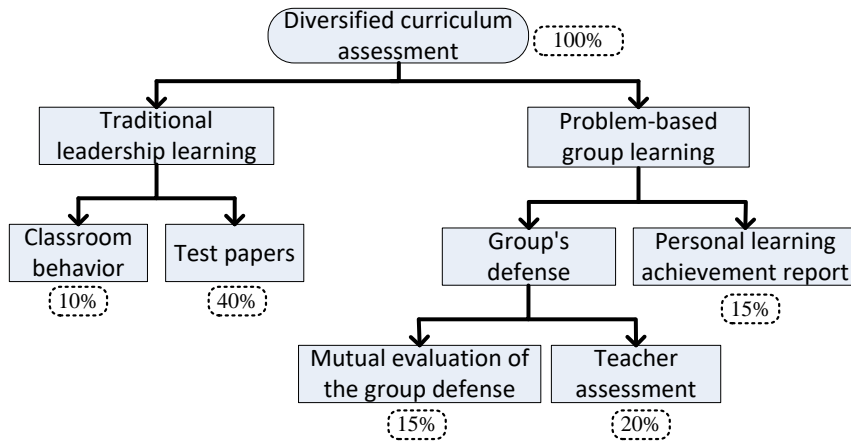 Diversified curriculum
assessment
100%
Traditional
leadership learning
Problem-based
group learning
Classroom
behavior
Test papers
Group's
defense
Personal learning
achievement report
10%
40%
15%
Mutual evaluation of
the group defense
Teacher
assessment
15%
20%